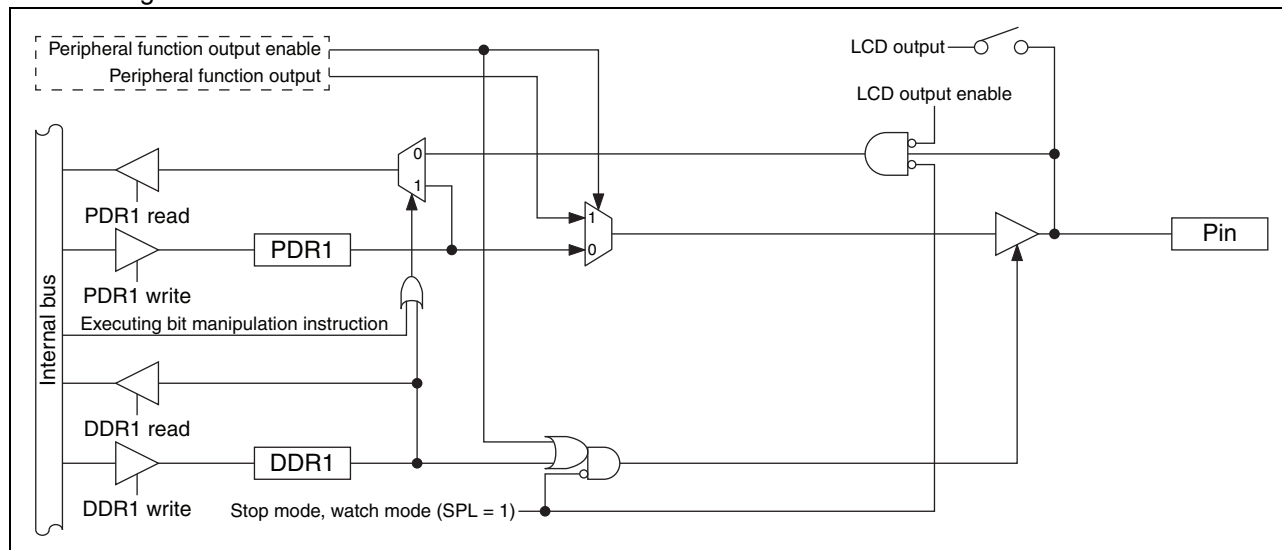 Peripheral function output enable
Peripheral function output
LCD output
LCD output enable
0
1
PDR1 read
1
0
PDR1
Pin
PDR1 write
Executing bit manipulation instruction
Internal bus
DDR1 read
DDR1
DDR1 write
Stop mode, watch mode (SPL = 1)